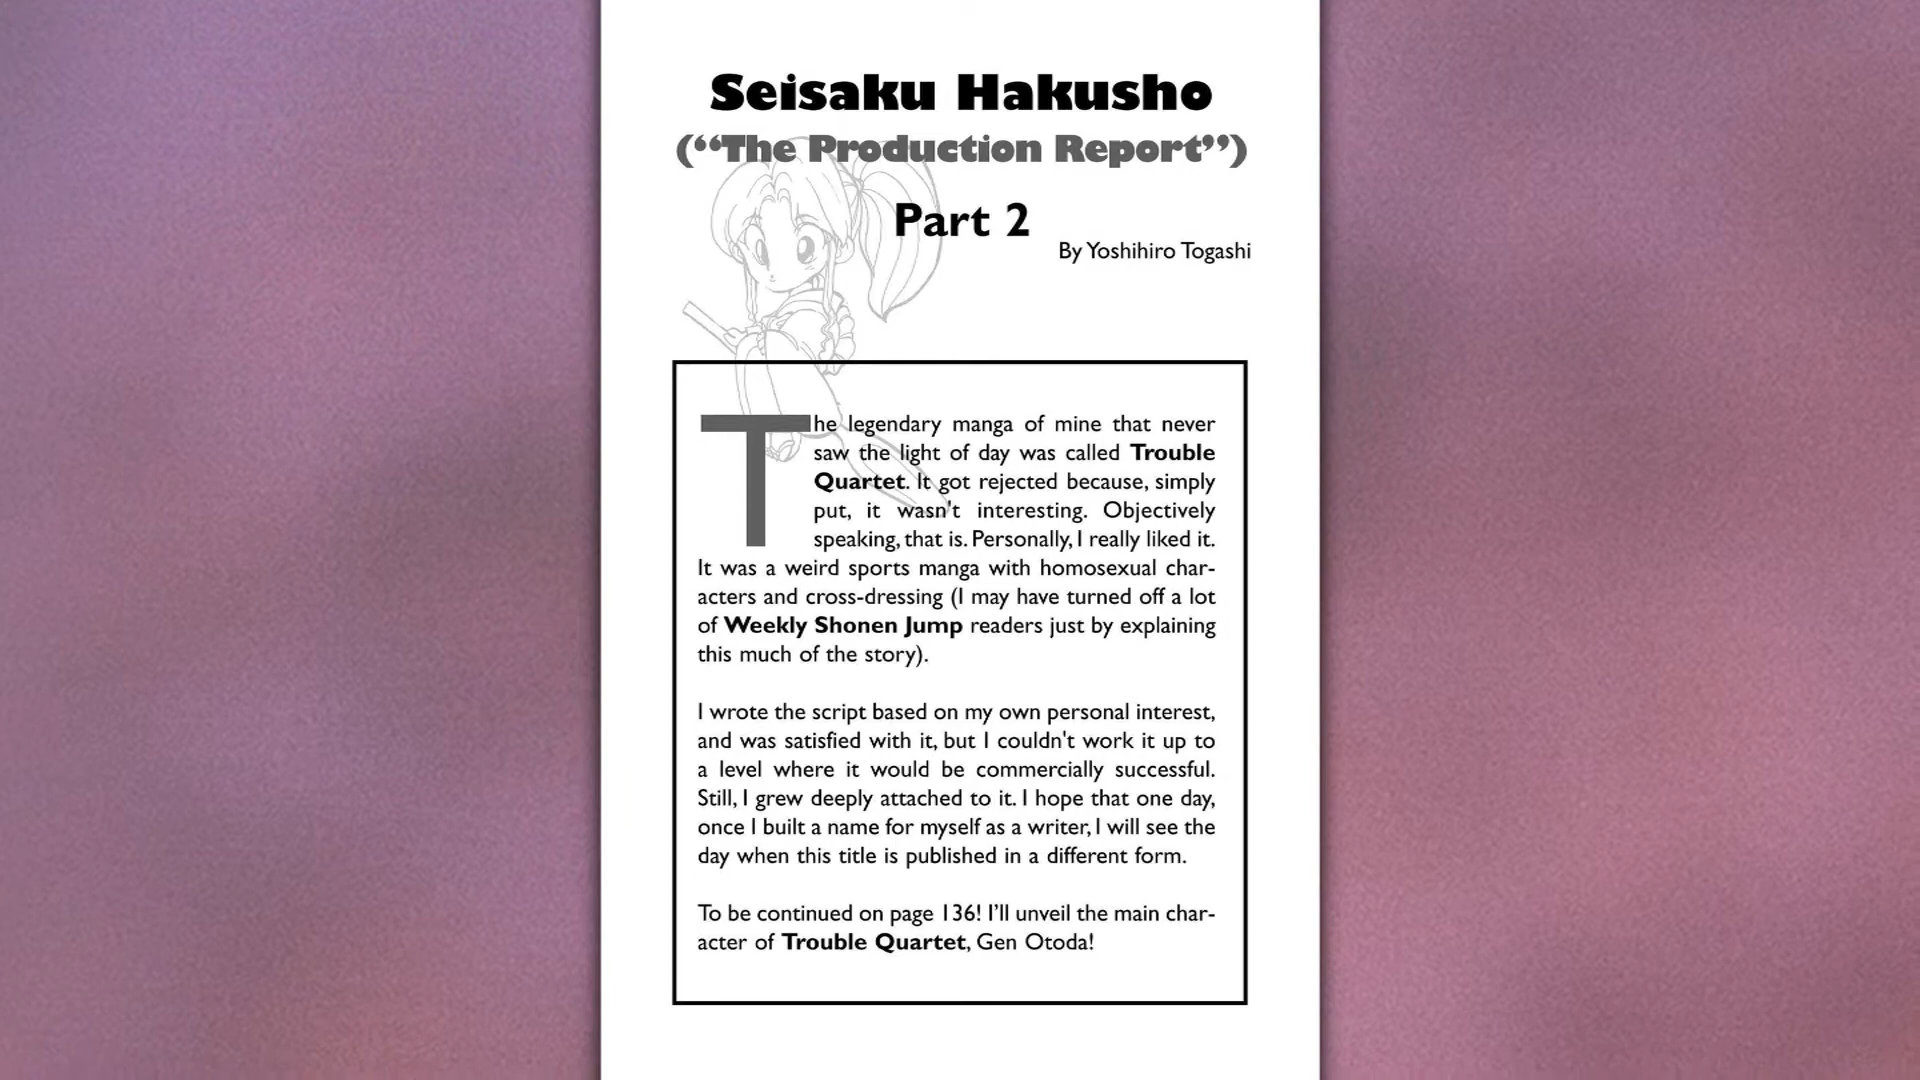 Seisaku Hakusho
(“The Production Report”)
Part 2
By Yoshihiro Togashi
The legendary manga of mine that never
saw the light of day was called Trouble
Quartet. It got rejected because, simply
put, it wasn't interesting. Objectively
speaking, that is. Personally, I really liked it.
It was a weird sports manga with homosexual char-
acters and cross-dressing (I may have turned off a lot
of Weekly Shonen Jump readers just by explaining
this much of the story).
I wrote the script based on my own personal interest,
and was satisfied with it, but I couldn't work it up to
a level where it would be commercially successful.
Still, I grew deeply attached to it. I hope that one day,
once I built a name for myself as a writer, I will see the
day when this title is published in a different form.
To be continued on page 136! I’ll unveil the main char-
acter of Trouble Quartet, Gen Otoda!